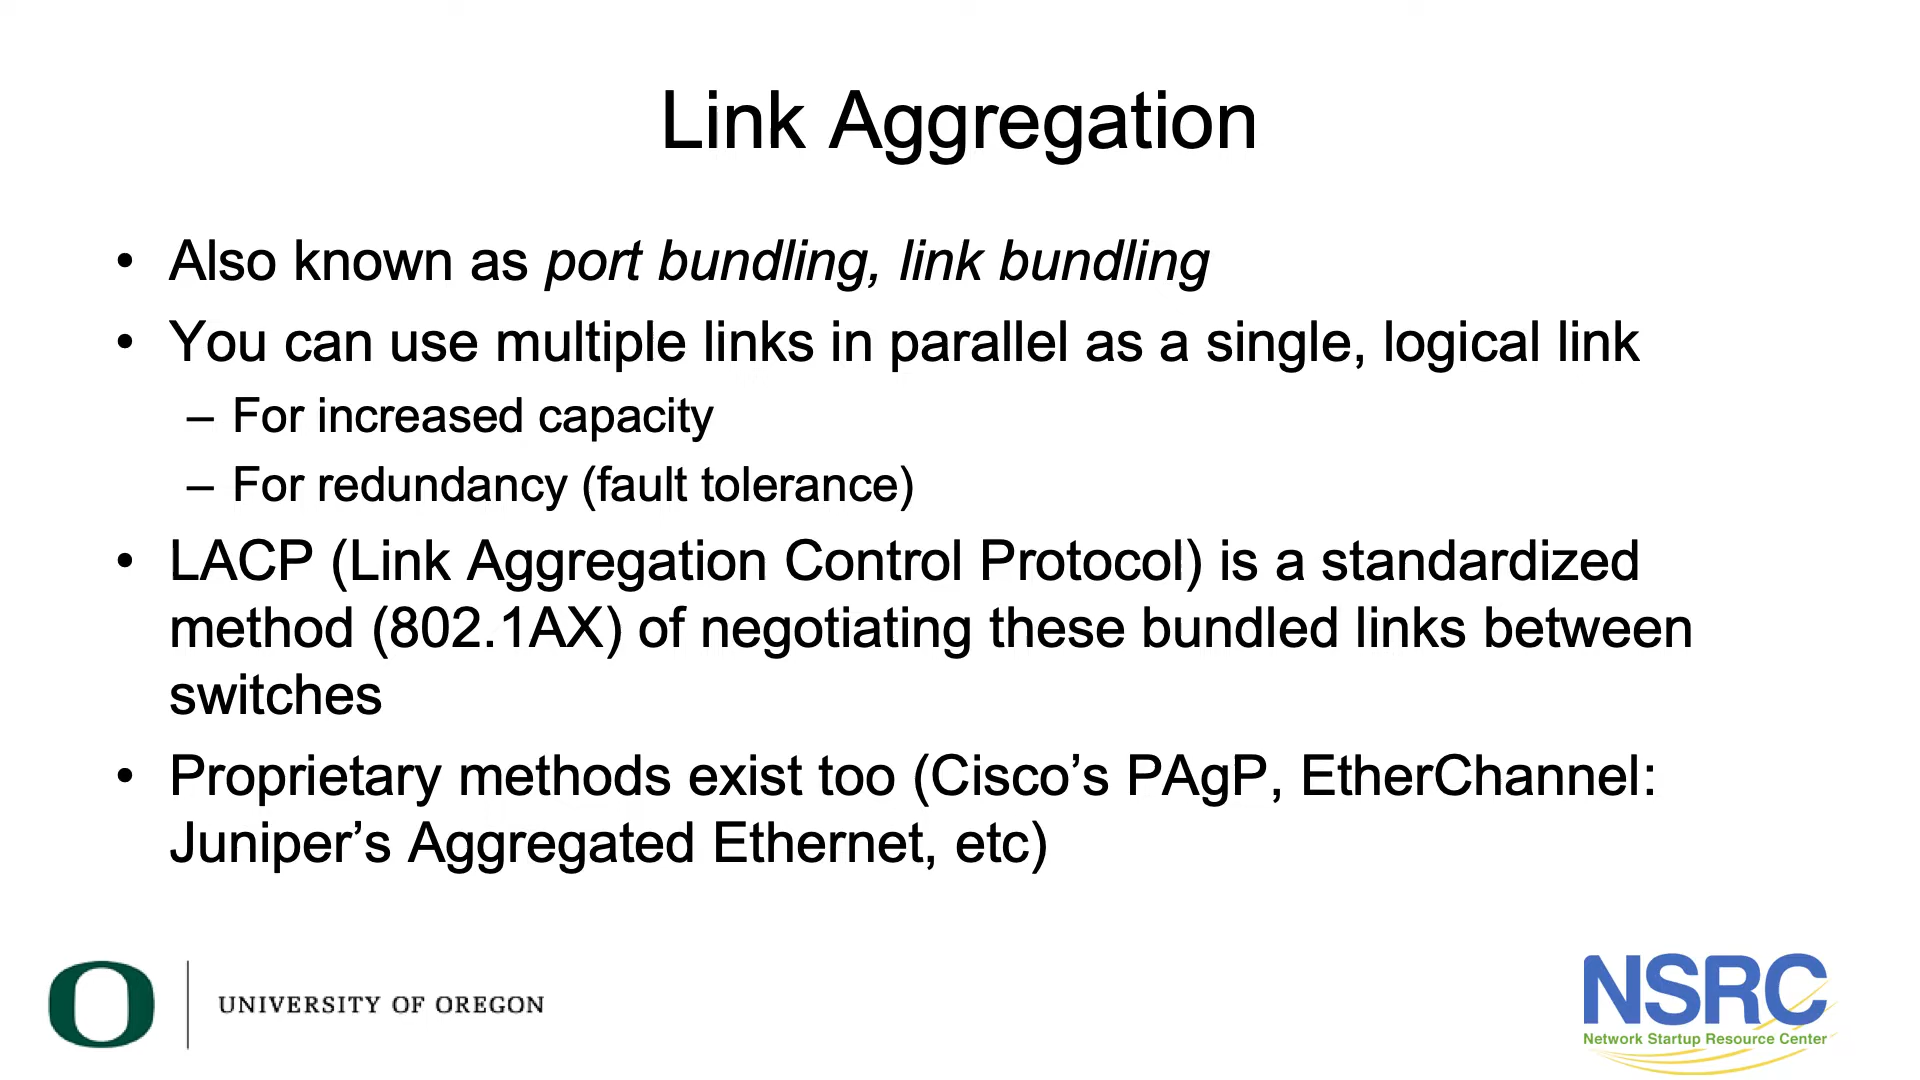 Link Aggregation
• Also known as port bundling, link bundling
• You can use multiple links in parallel as a single, logical link
– For increased capacity
– For redundancy (fault tolerance)
• LACP (Link Aggregation Control Protocol) is a standardized
method (802.1AX) of negotiating these bundled links between
switches
• Proprietary methods exist too (Cisco’s PAgP, EtherChannel:
Juniper’s Aggregated Ethernet, etc)
O UNIVERSITY OF OREGON
NSRC
Network Startup Resource Center